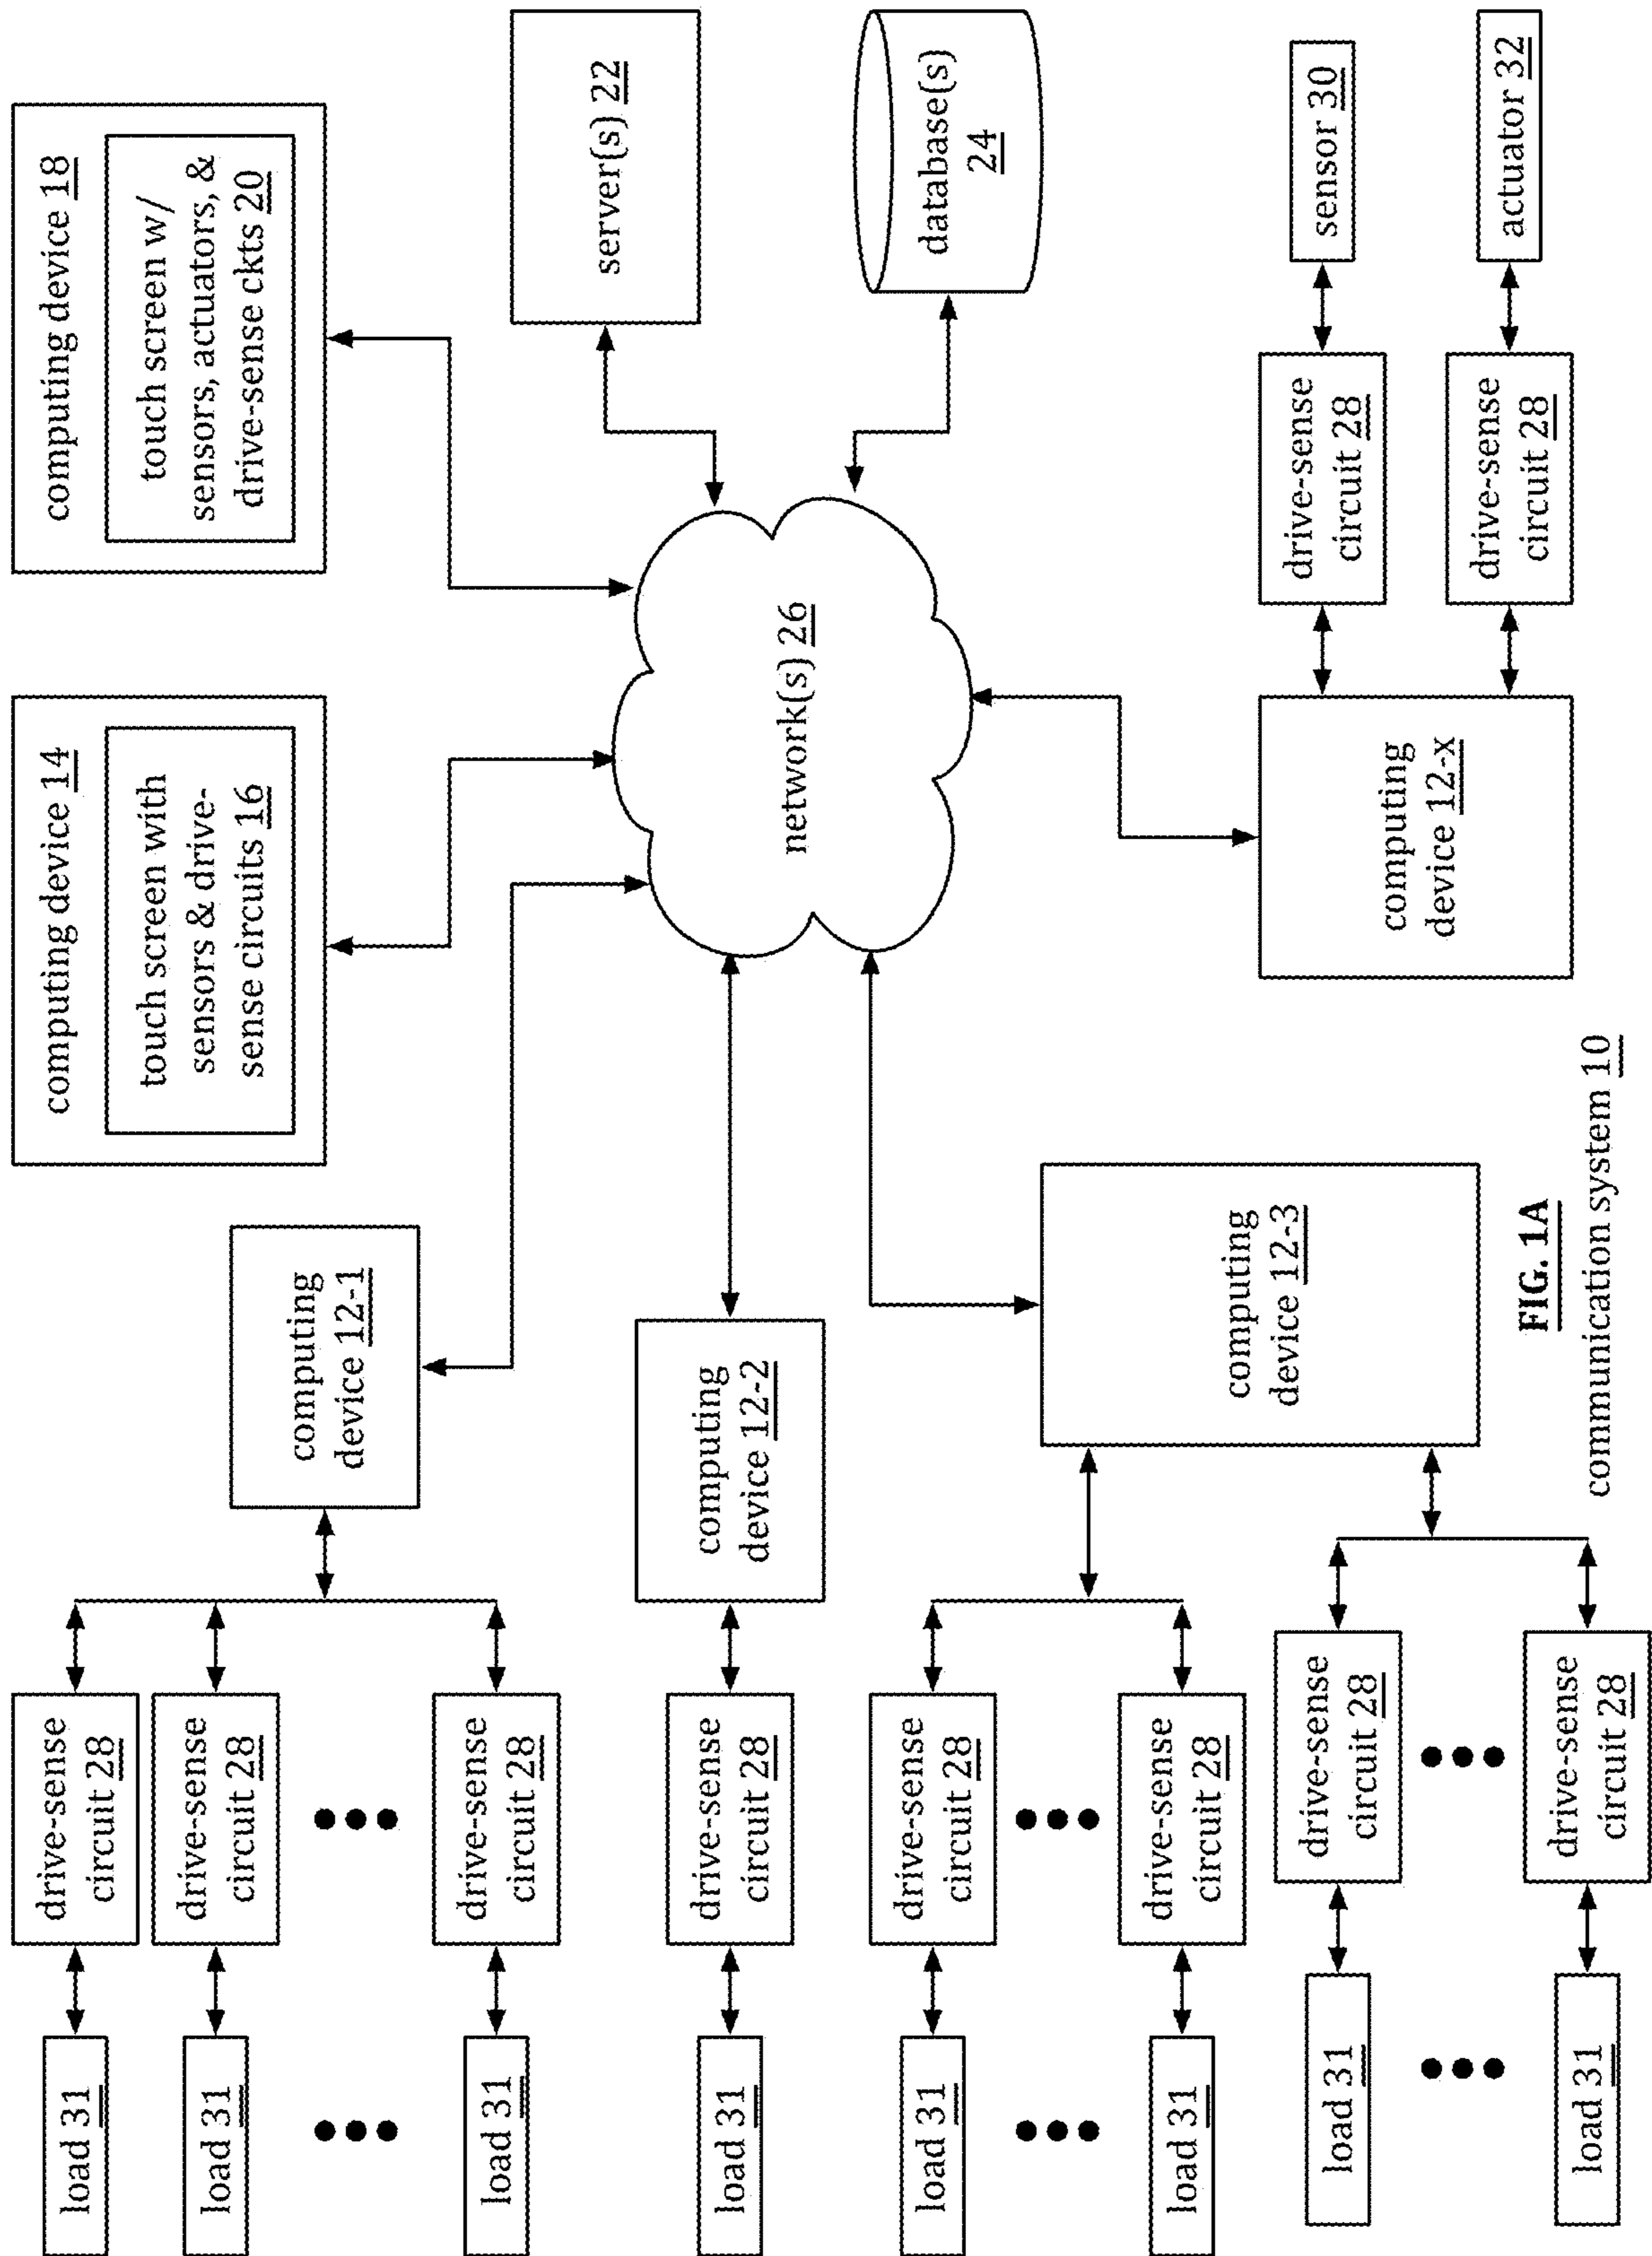 load 31
drive-sense
circuit 28
load 31
drive-sense
circuit 28
load 31
drive-sense
circuit 28
computing
device 12-1
computing device 14
touch screen with
sensors & drive-
sense circuits 16
computing device 18
touch screen w/
sensors, actuators, &
drive-sense ckts 20
load 31
drive-sense
circuit 28
computing
device 12-2
network(s) 26
server(s) 22
database(s)
24
load 31
drive-sense
circuit 28
load 31
drive-sense
circuit 28
computing
device 12-3
load 31
drive-sense
circuit 28
load 31
drive-sense
circuit 28
computing
device 12-x
drive-sense
circuit 28
sensor 30
drive-sense
circuit 28
actuator 32
FIG. 1A
communication system 10